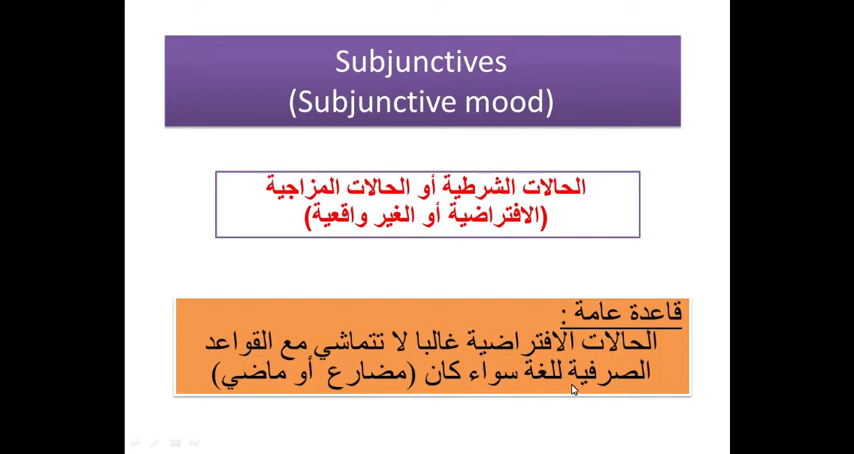 Subjunctives
(Subjunctive mood)
الحالات الشرطية أو الحالات المزاجية
(الافتراضية أو الغير واقعية)
قاعدة عامة :
الحالات الافتراضية غالبا لا تتماشي مع القواعد
الصرفية للغة سواء كان (مضارع أو ماضي)